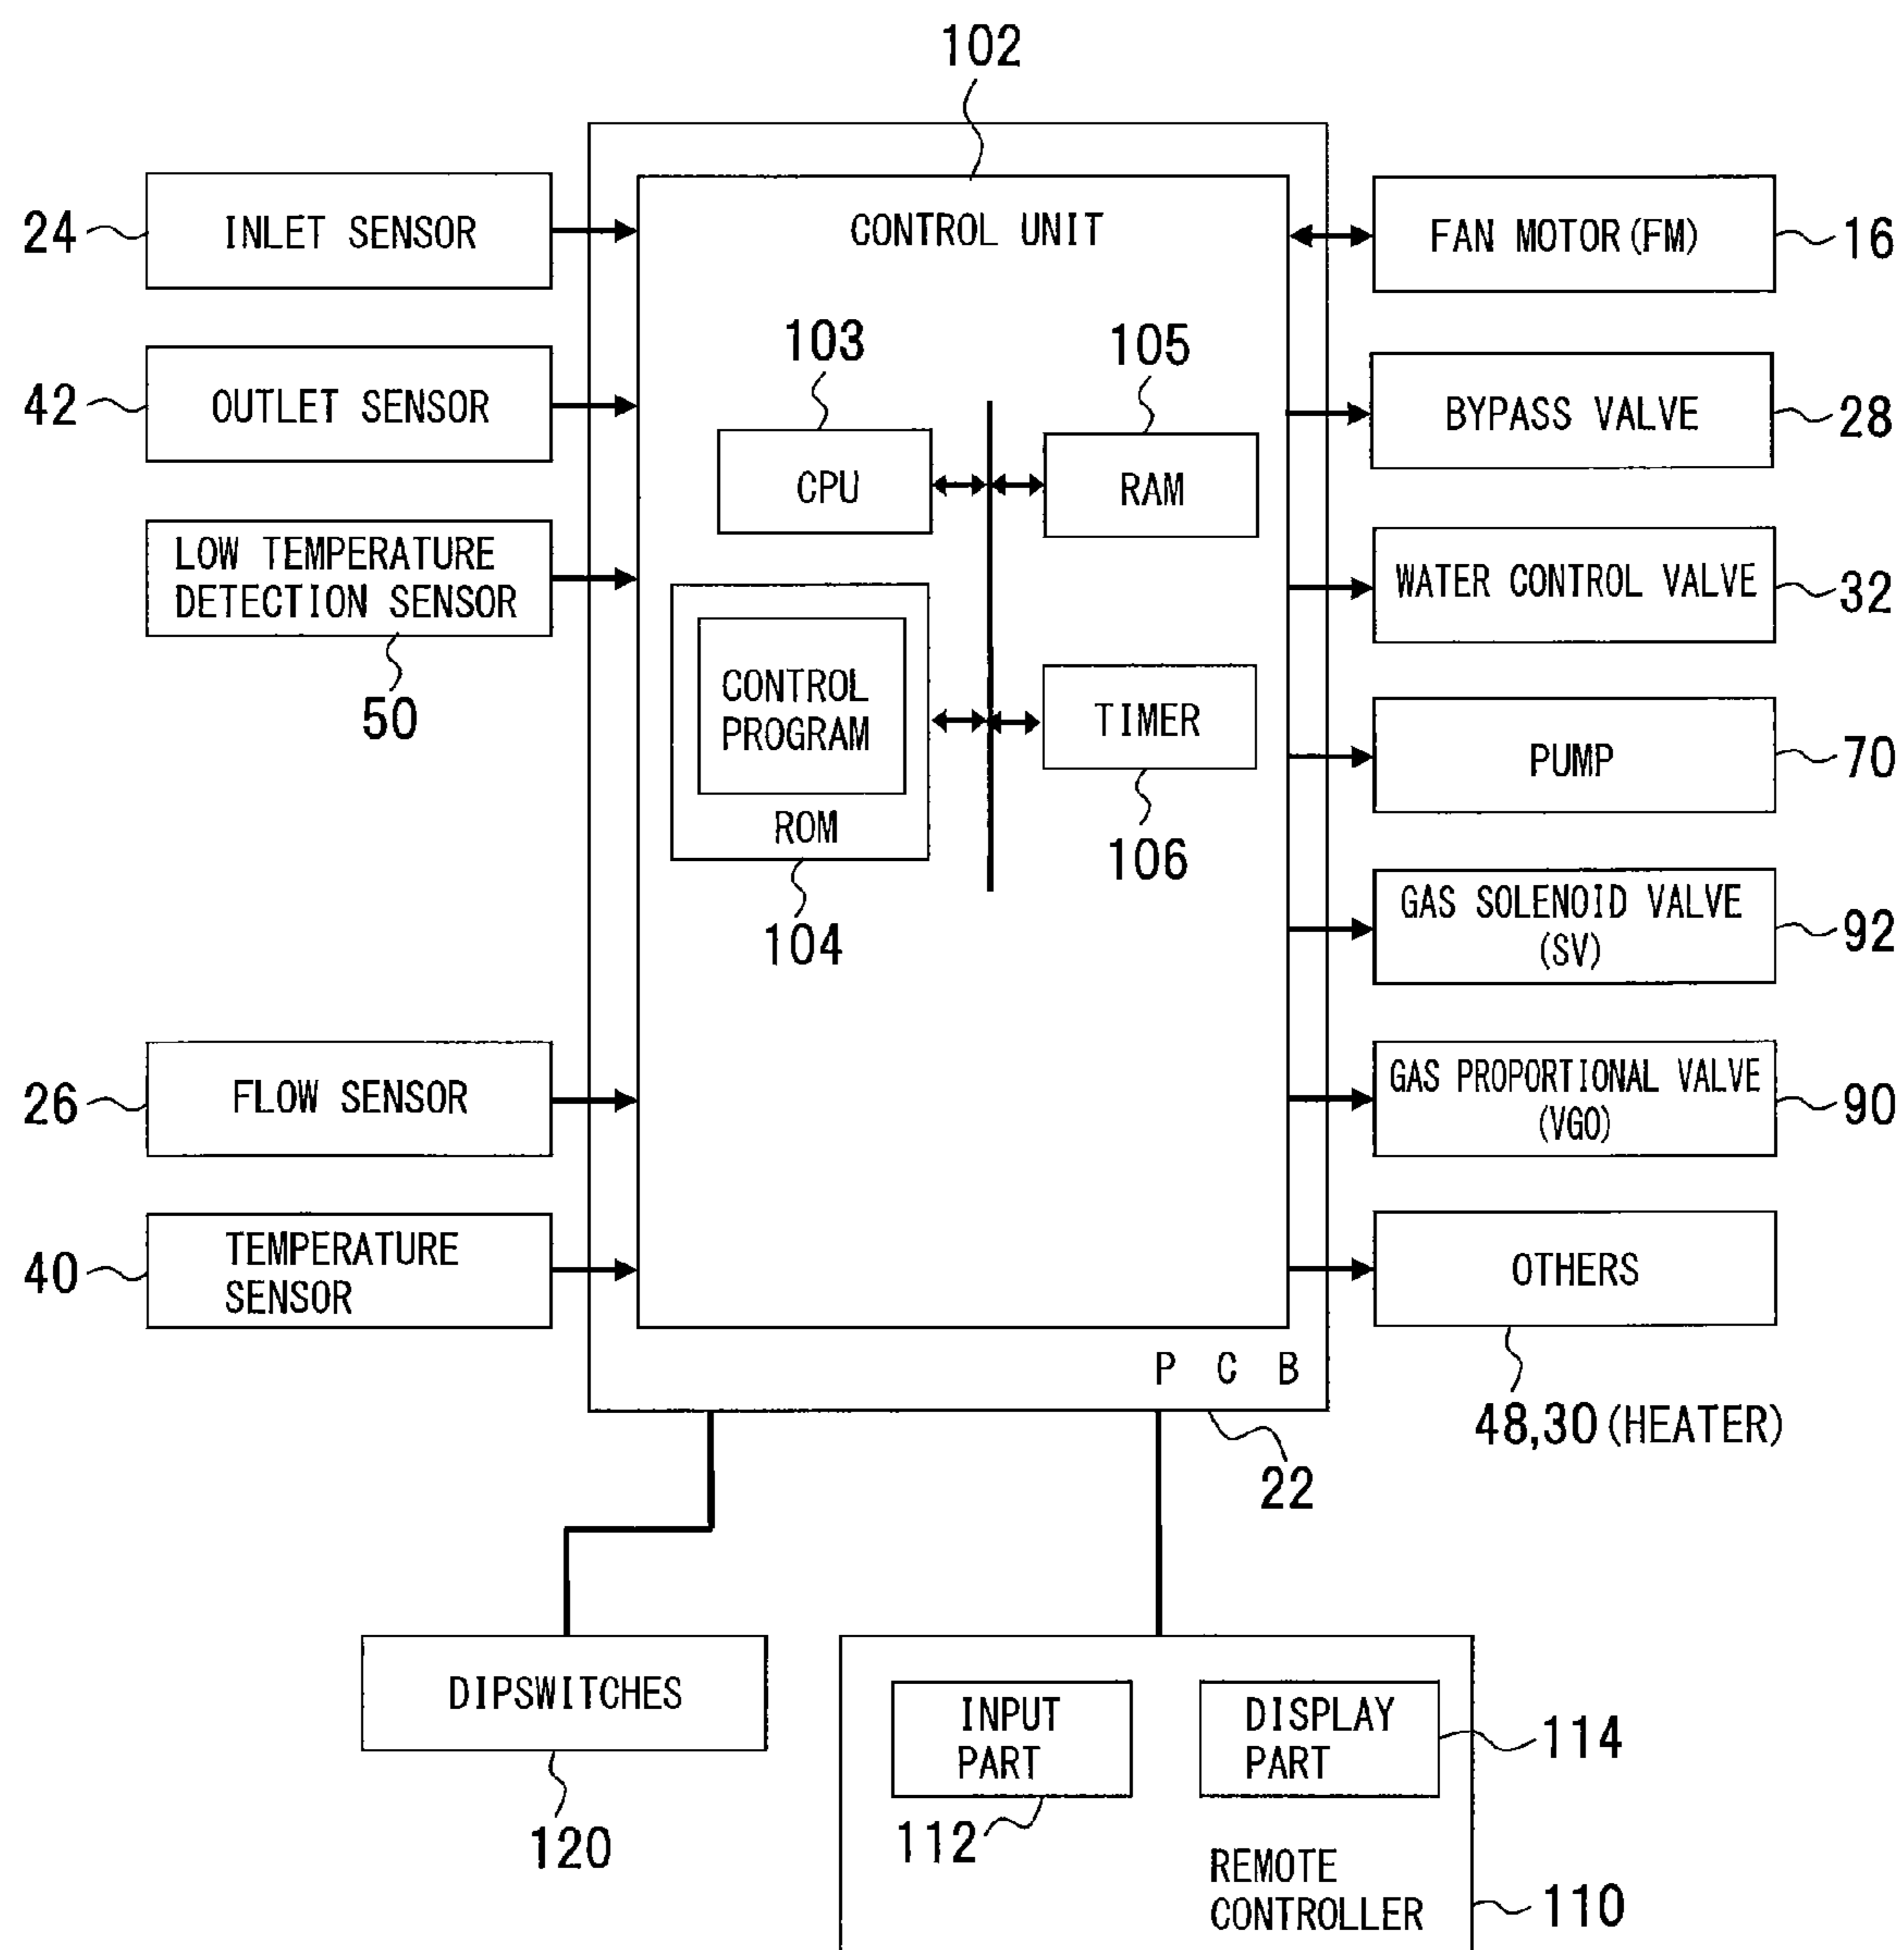 102
24
INLET SENSOR
CONTROL UNIT
FAN MOTOR(FM)
16
42
OUTLET SENSOR
103
CPU
105
RAM
BYPASS VALVE
28
LOW TEMPERATURE
DETECTION SENSOR
50
WATER CONTROL VALVE
32
CONTROL
PROGRAM
ROM
104
TIMER
106
PUMP
70
GAS SOLENOID VALVE
(SV)
92
26
FLOW SENSOR
GAS PROPORTIONAL VALVE
(VGO)
90
40
TEMPERATURE
SENSOR
OTHERS
48,30(HEATER)
P C B
22
DIPSWITCHES
120
INPUT
PART
112
DISPLAY
PART
114
REMOTE
CONTROLLER
110